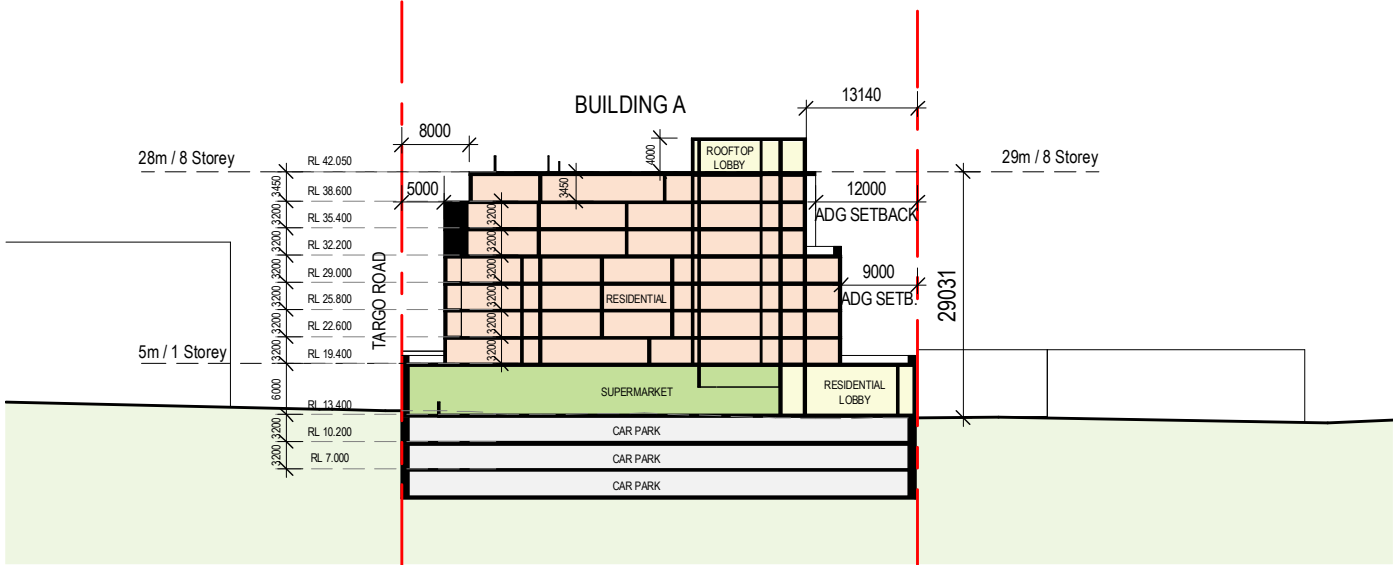 BUILDING A
13140
8000
4000
ROOFTOP
LOBBY
28m / 8 Storey
29m / 8 Storey
RL 42.050
3450
RL 38.600
5000
3450
12000
ADG SETBACK
3200
RL 35.400
3200
3200
RL 32.200
3200
3200
RL 29.000
3200
9000
ADG SETB.
3200
RL 25.800
3200
RESIDENTIAL
29031
3200
RL 22.600
3200
TARGO ROAD
3200
RL 19.400
3200
5m / 1 Storey
6000
SUPERMARKET
RESIDENTIAL
LOBBY
RL 13.400
3200
RL 10.200
CAR PARK
3200
RL 7.000
CAR PARK
CAR PARK